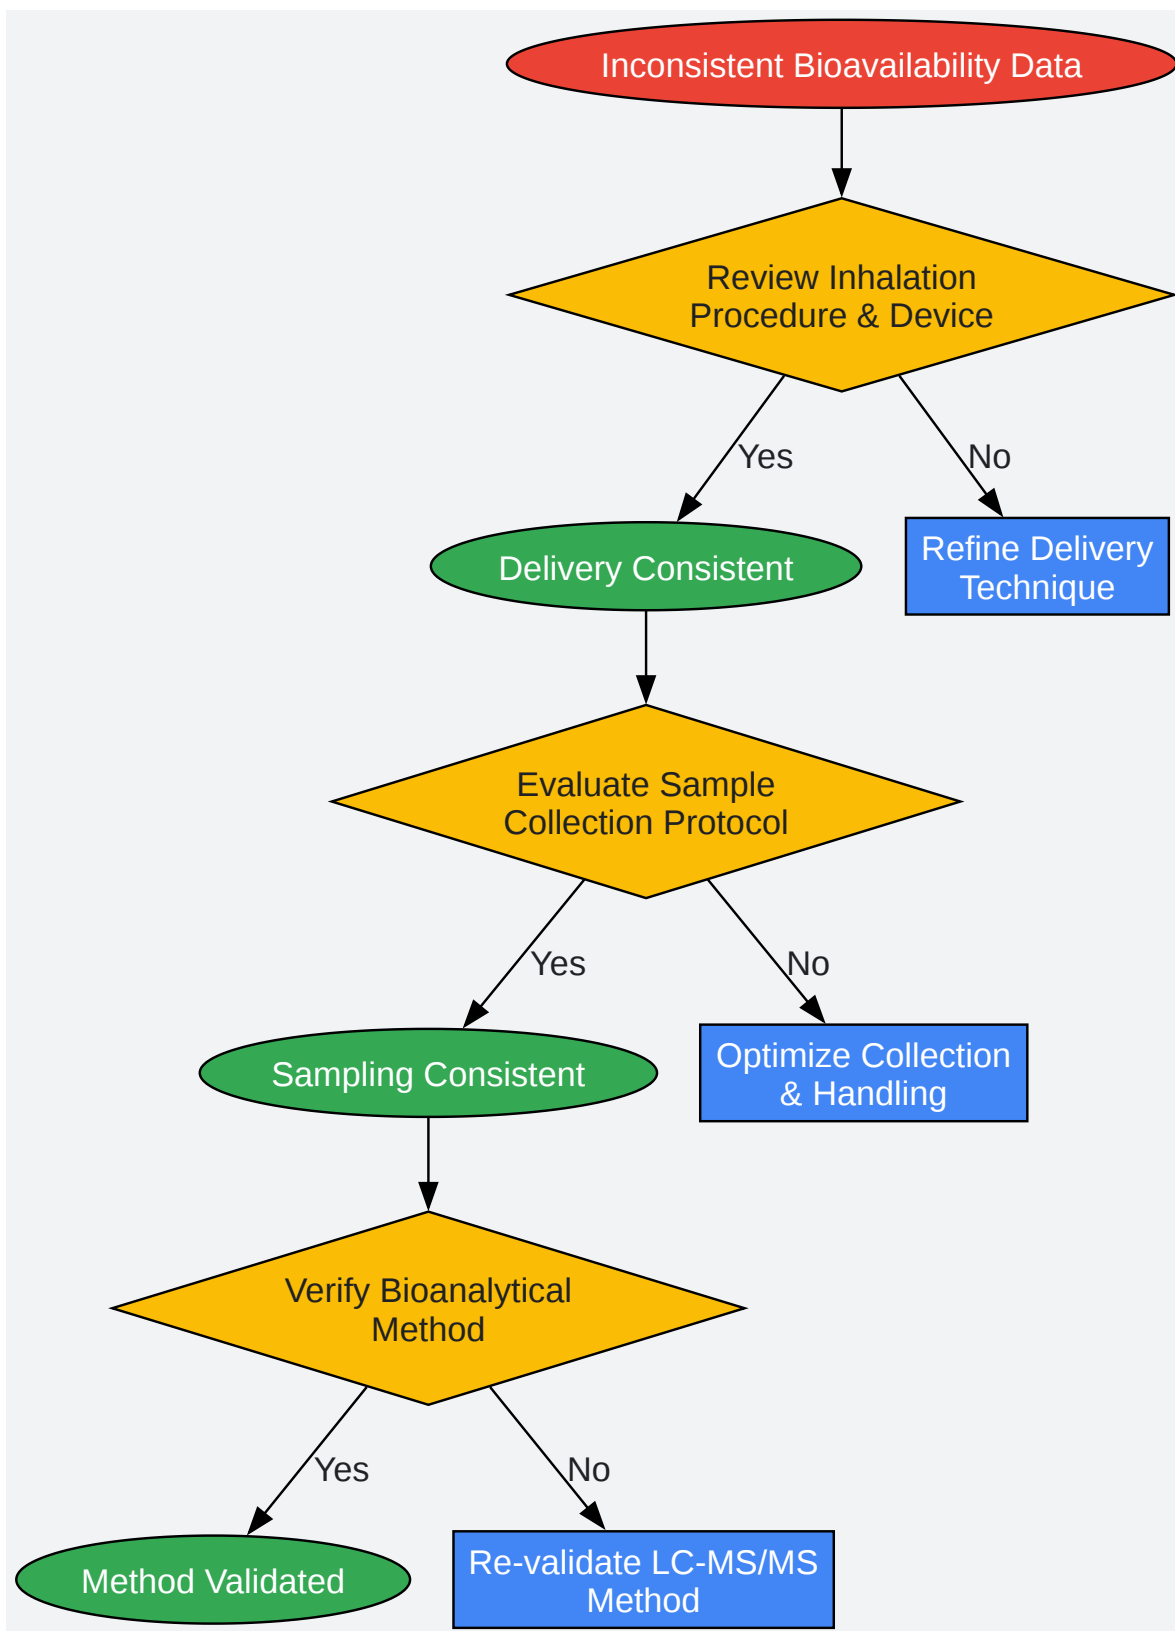 Inconsistent Bioavailability Data
Review Inhalation
Procedure & Device
Yes
No
Delivery Consistent
Refine Delivery
Technique
Evaluate Sample
Collection Protocol
Yes
No
Sampling Consistent
Optimize Collection
& Handling
Verify Bioanalytical
Method
Yes
No
Method Validated
Re-validate LC-MS/MS
Method